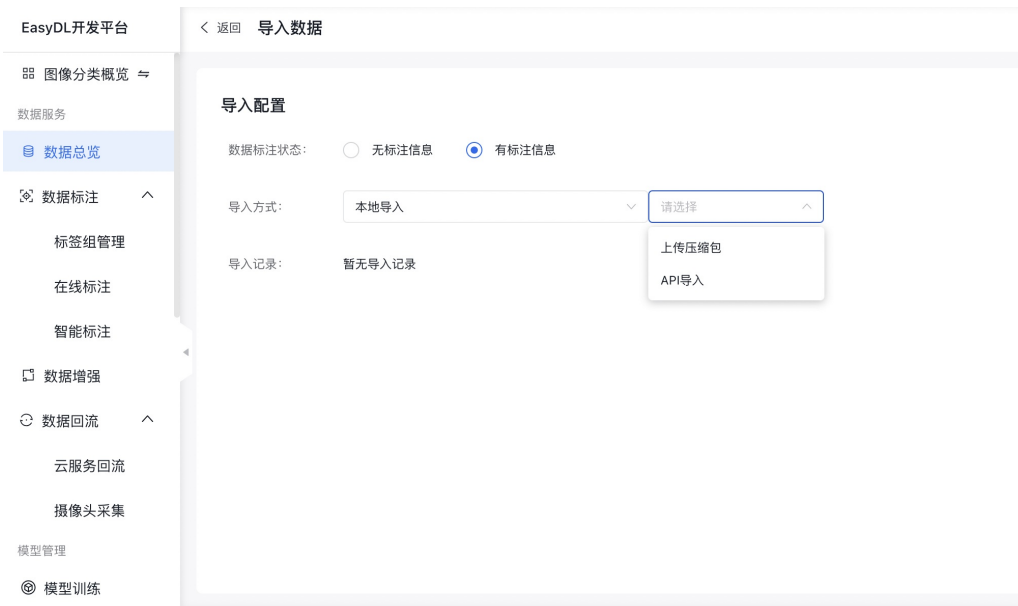 EasyDL开发平台
返回 导入数据
图像分类概览
数据服务
数据总览
数据标注
标签组管理
在线标注
智能标注
数据增强
数据回流
云服务回流
摄像头采集
模型管理
模型训练
导入配置
数据标注状态: 无标注信息 有标注信息
导入方式: 本地导入 请选择
上传压缩包
API导入
导入记录: 暂无导入记录